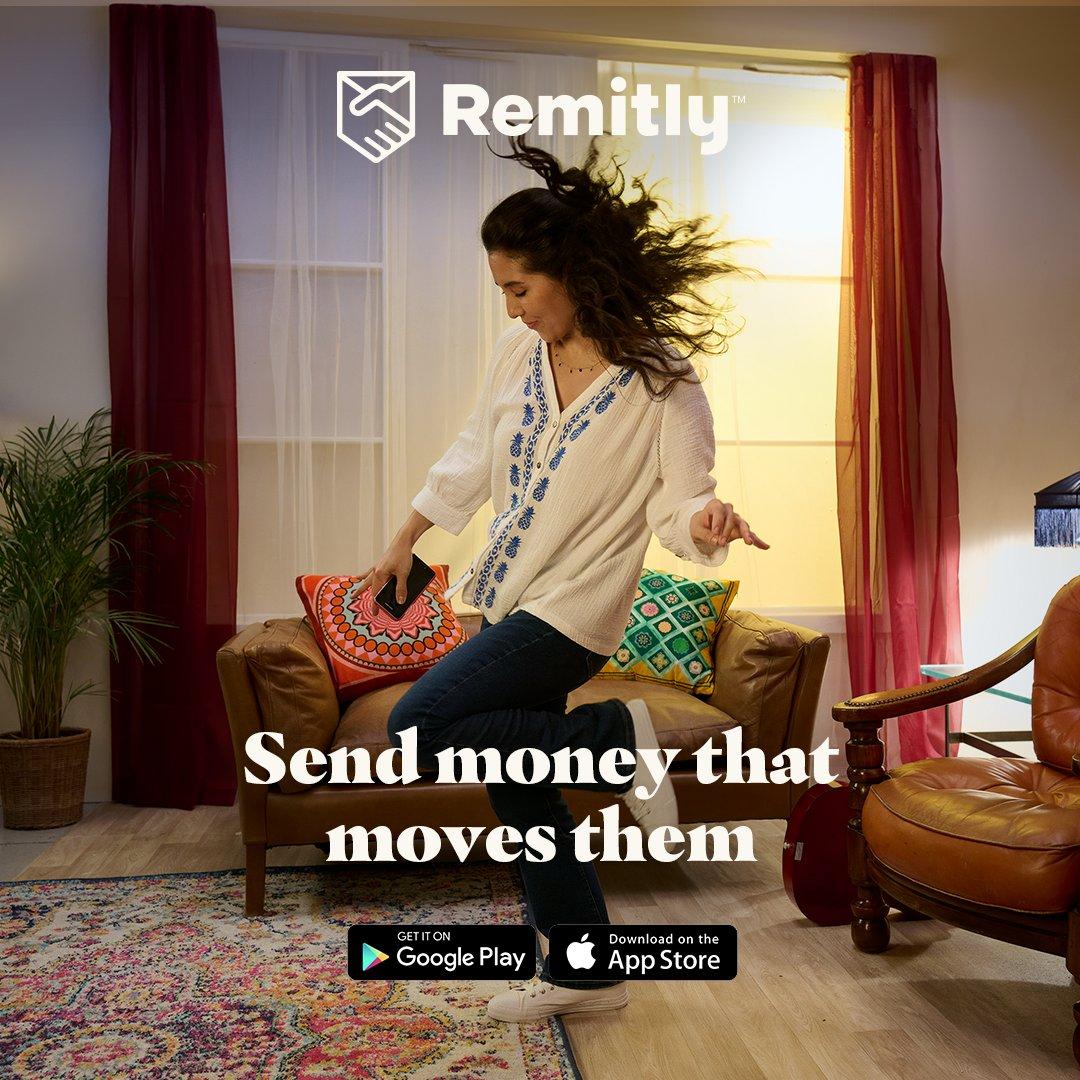 Remitly™
Send money that
moves them
GET IT ON
Google Play
Download on the
App Store